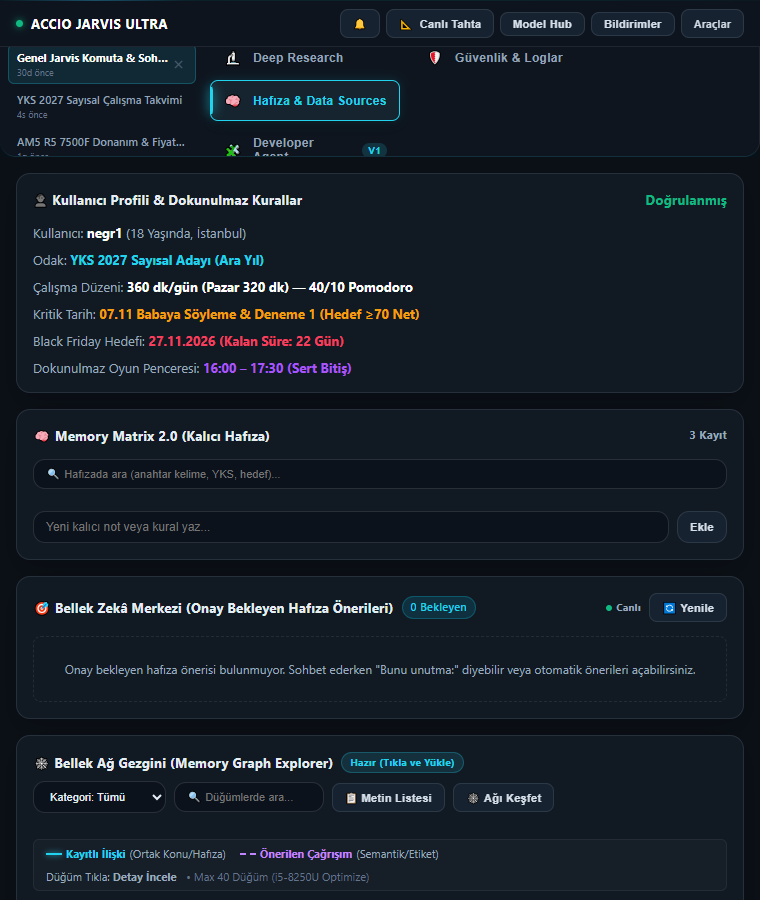 ACCIO JARVIS ULTRA
Canlı Tahta
Model Hub
Bildirimler
Araçlar
Genel Jarvis Komuta & Soh...
30d önce
YKS 2027 Sayısal Çalışma Takvimi
4s önce
AM5 R5 7500F Donanım & Fiyat...
Deep Research
Güvenlik & Loglar
Hafıza & Data Sources
Developer
V1
Kullanıcı Profili & Dokunulmaz Kurallar
Doğrulanmış
Kullanıcı: negr1 (18 Yaşında, İstanbul)
Odak: YKS 2027 Sayısal Adayı (Ara Yıl)
Çalışma Düzeni: 360 dk/gün (Pazar 320 dk) — 40/10 Pomodoro
Kritik Tarih: 07.11 Babaya Söyleme & Deneme 1 (Hedef ≥70 Net)
Black Friday Hedefi: 27.11.2026 (Kalan Süre: 22 Gün)
Dokunulmaz Oyun Penceresi: 16:00 – 17:30 (Sert Bitiş)
Memory Matrix 2.0 (Kalıcı Hafıza)
3 Kayıt
Hafızada ara (anahtar kelime, YKS, hedef)...
Yeni kalıcı not veya kural yaz...
Ekle
Bellek Zekâ Merkezi (Onay Bekleyen Hafıza Önerileri)
0 Bekleyen
Canlı
Yenile
Onay bekleyen hafıza önerisi bulunmuyor. Sohbet ederken "Bunu unutma:" diyebilir veya otomatik önerileri açabilirsiniz.
Bellek Ağ Gezgini (Memory Graph Explorer)
Hazır (Tıkla ve Yükle)
Kategori: Tümü
Düğümlerde ara...
Metin Listesi
Ağı Keşfet
Kayıtlı İlişki (Ortak Konu/Hafıza)
Önerilen Çağrışım (Semantik/Etiket)
Düğüm Tıkla: Detay İncele • Max 40 Düğüm (i5-8250U Optimize)